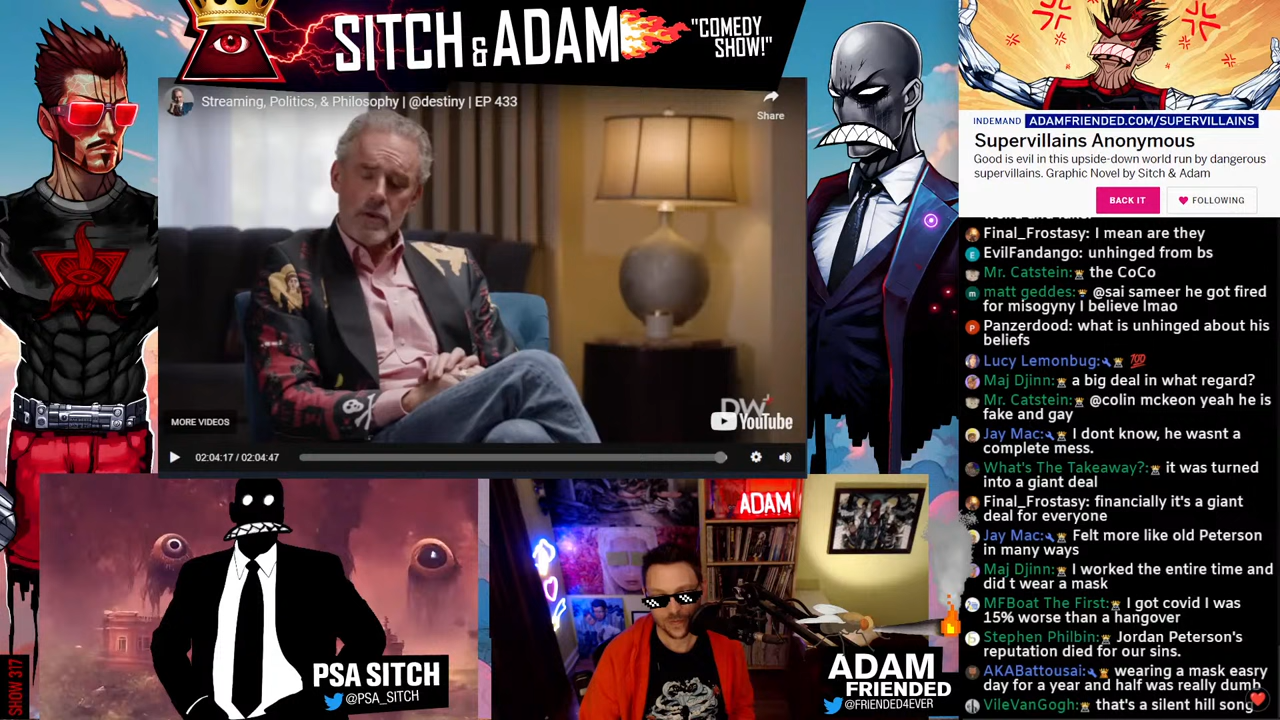 SITCH & ADAM
"COMEDY
SHOW!"
Streaming, Politics, & Philosophy | @destiny | EP 433
Share
MORE VIDEOS
DW+
YouTube
02:04:17 / 02:04:47
SHOW 317
PSA SITCH
@PSA_SITCH
ADAM
ADAM
FRIENDED
@FRIENDED4EVER
INDEMAND ADAMFRIENDED.COM/SUPERVILLAINS
Supervillains Anonymous
Good is evil in this upside-down world run by dangerous
supervillains. Graphic Novel by Sitch & Adam
BACK IT
FOLLOWING
Final_Frostasy: I mean are they
EvilFandango: unhinged from bs
Mr. Catstein: the CoCo
matt geddes: @sai sameer he got fired
for misogyny I believe lmao
Panzerdood: what is unhinged about his
beliefs
Lucy Lemonbug: 💯
Maj Djinn: a big deal in what regard?
Mr. Catstein: @colin mckeon yeah he is
fake and gay
Jay Mac: I dont know, he wasnt a
complete mess.
What's The Takeaway?: it was turned
into a giant deal
Final_Frostasy: financially it's a giant
deal for everyone
Jay Mac: Felt more like old Peterson
in many ways
Maj Djinn: I worked the entire time and
did t wear a mask
MFBoat The First: I got covid I was
15% worse than a hangover
Stephen Philbin: Jordan Peterson's
reputation died for our sins.
AKABattousai: wearing a mask easry
day for a year and half was really dumb
VileVanGogh: that's a silent hill song